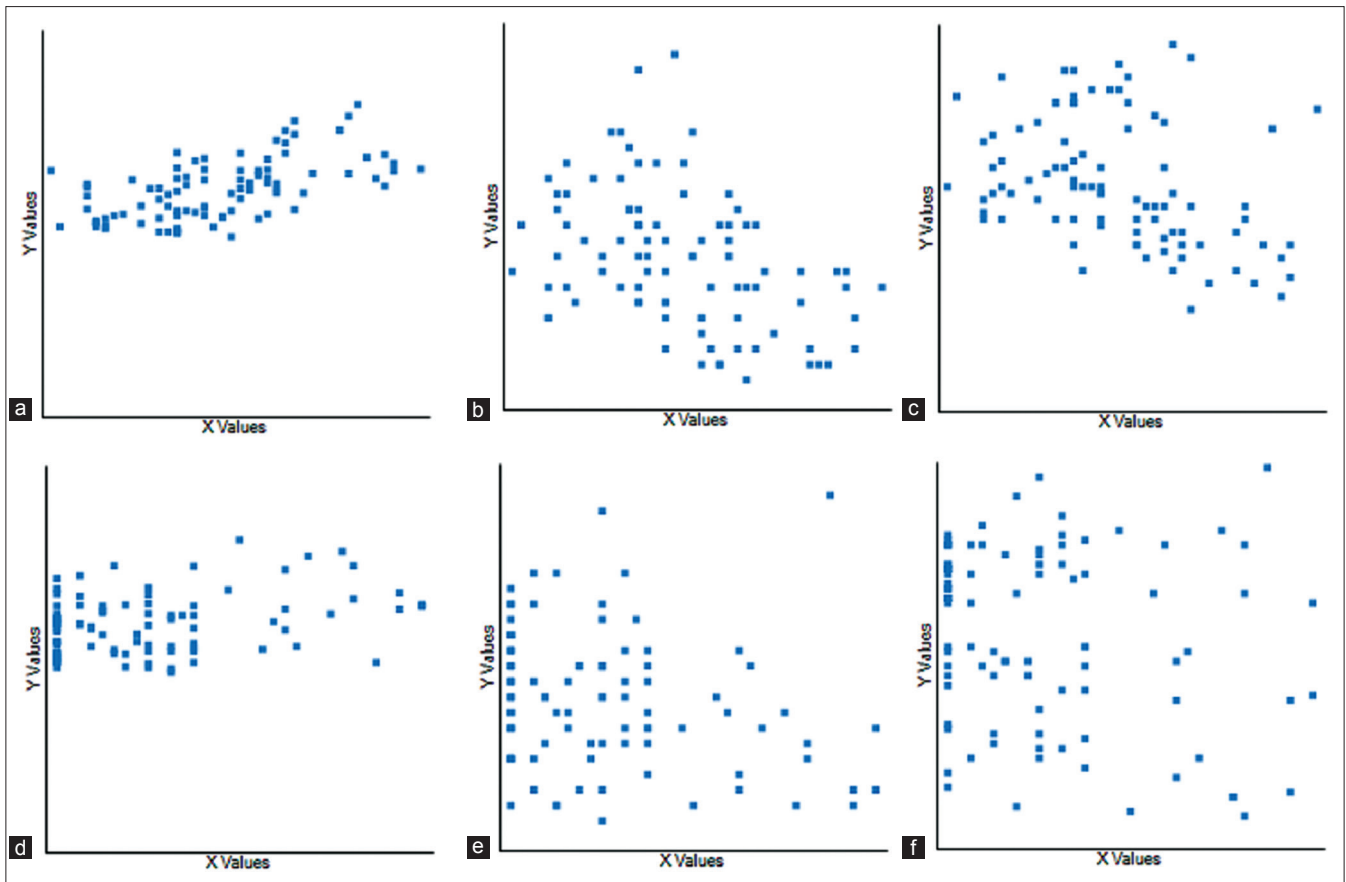 Y Values
X Values
a
Y Values
X Values
b
Y Values
X Values
c
Y Values
X Values
d
Y Values
X Values
e
Y Values
X Values
f